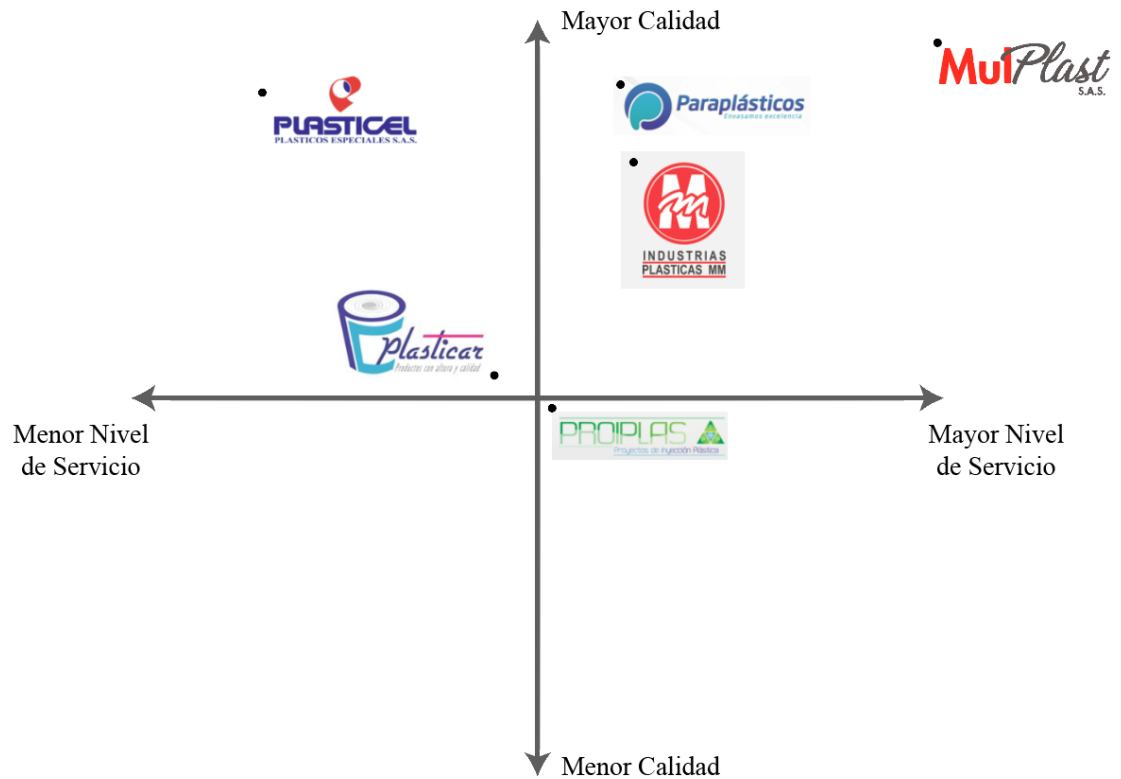 Mayor Calidad
MulPlast
S.A.S.
PLASTICEL
PLASTICOS ESPECIALES S.A.S.
Paraplásticos
Envasamos excelencia
M
INDUSTRIAS
PLASTICAS MM
Plasticar
Productos con altura y calidad
PROIPLAS
Proyectos de Inyección Plástica
Menor Nivel
de Servicio
Mayor Nivel
de Servicio
Menor Calidad